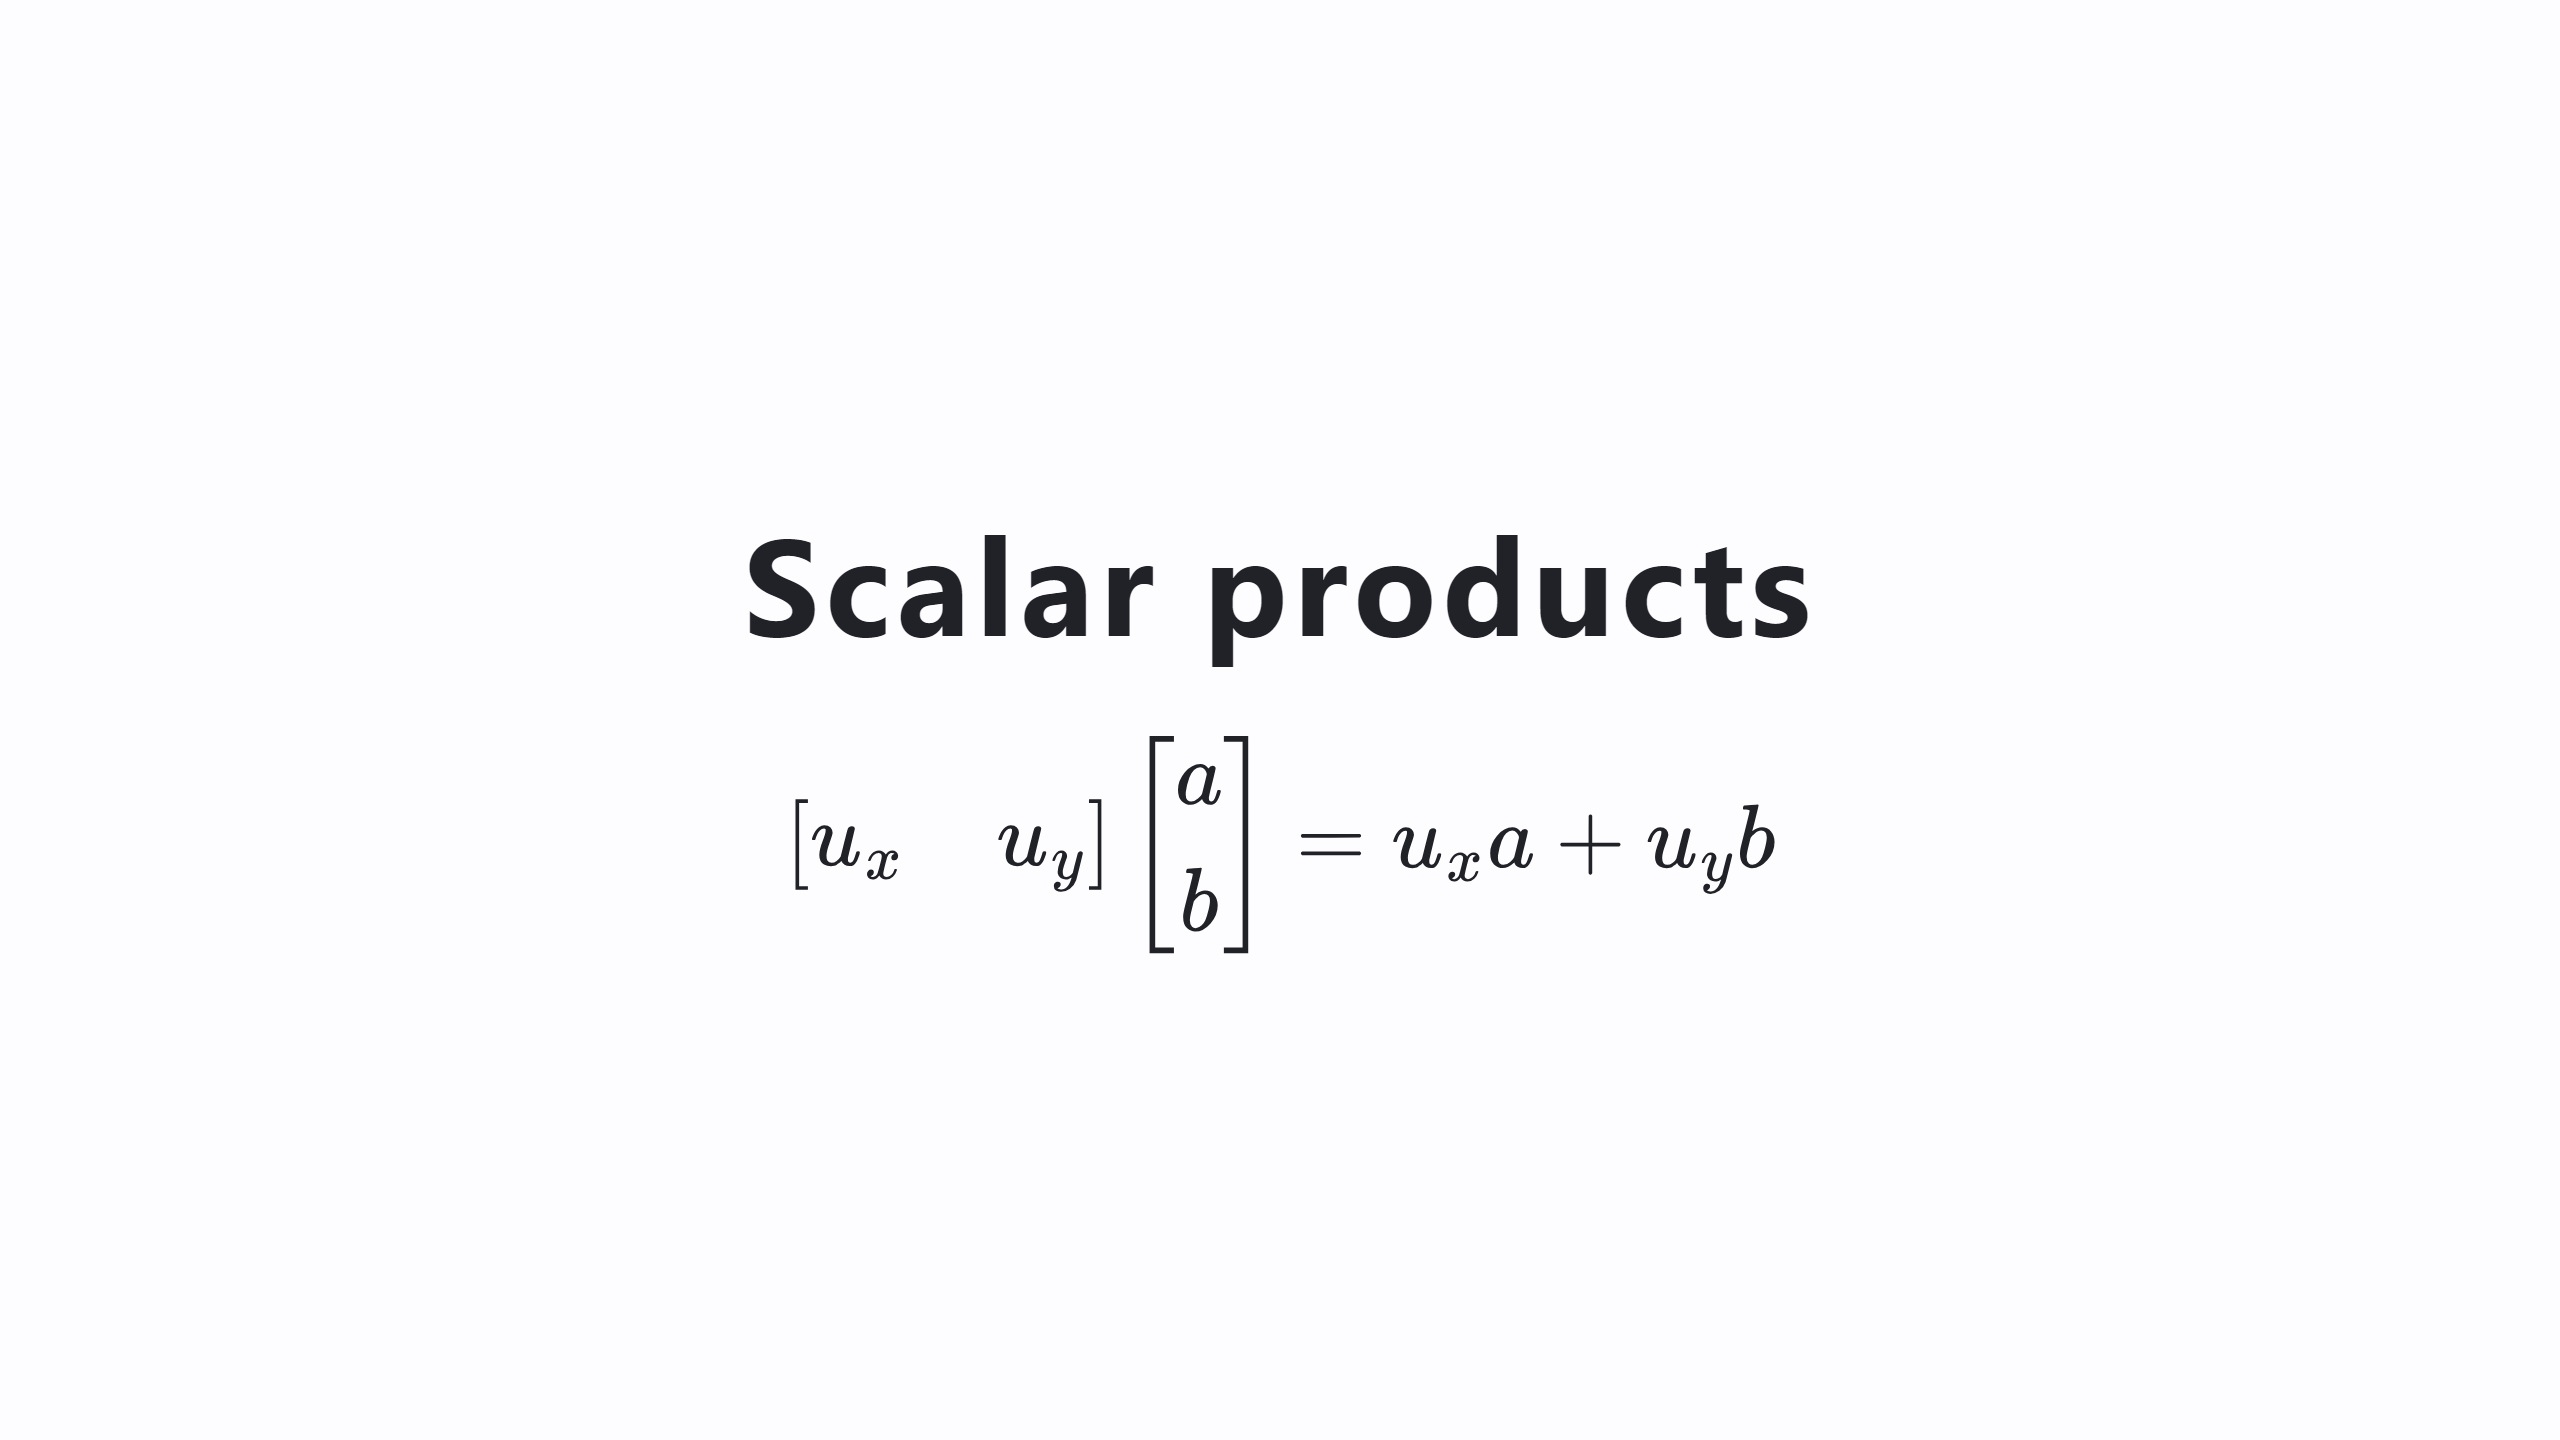 Scalar products
[u_x u_y] [a b] = u_x a + u_y b